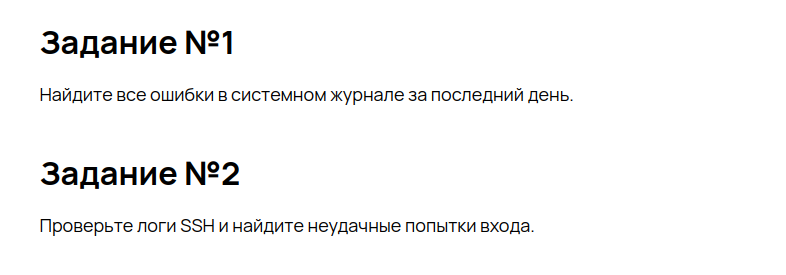 Задание №1
Найдите все ошибки в системном журнале за последний день.
Задание №2
Проверьте логи SSH и найдите неудачные попытки входа.